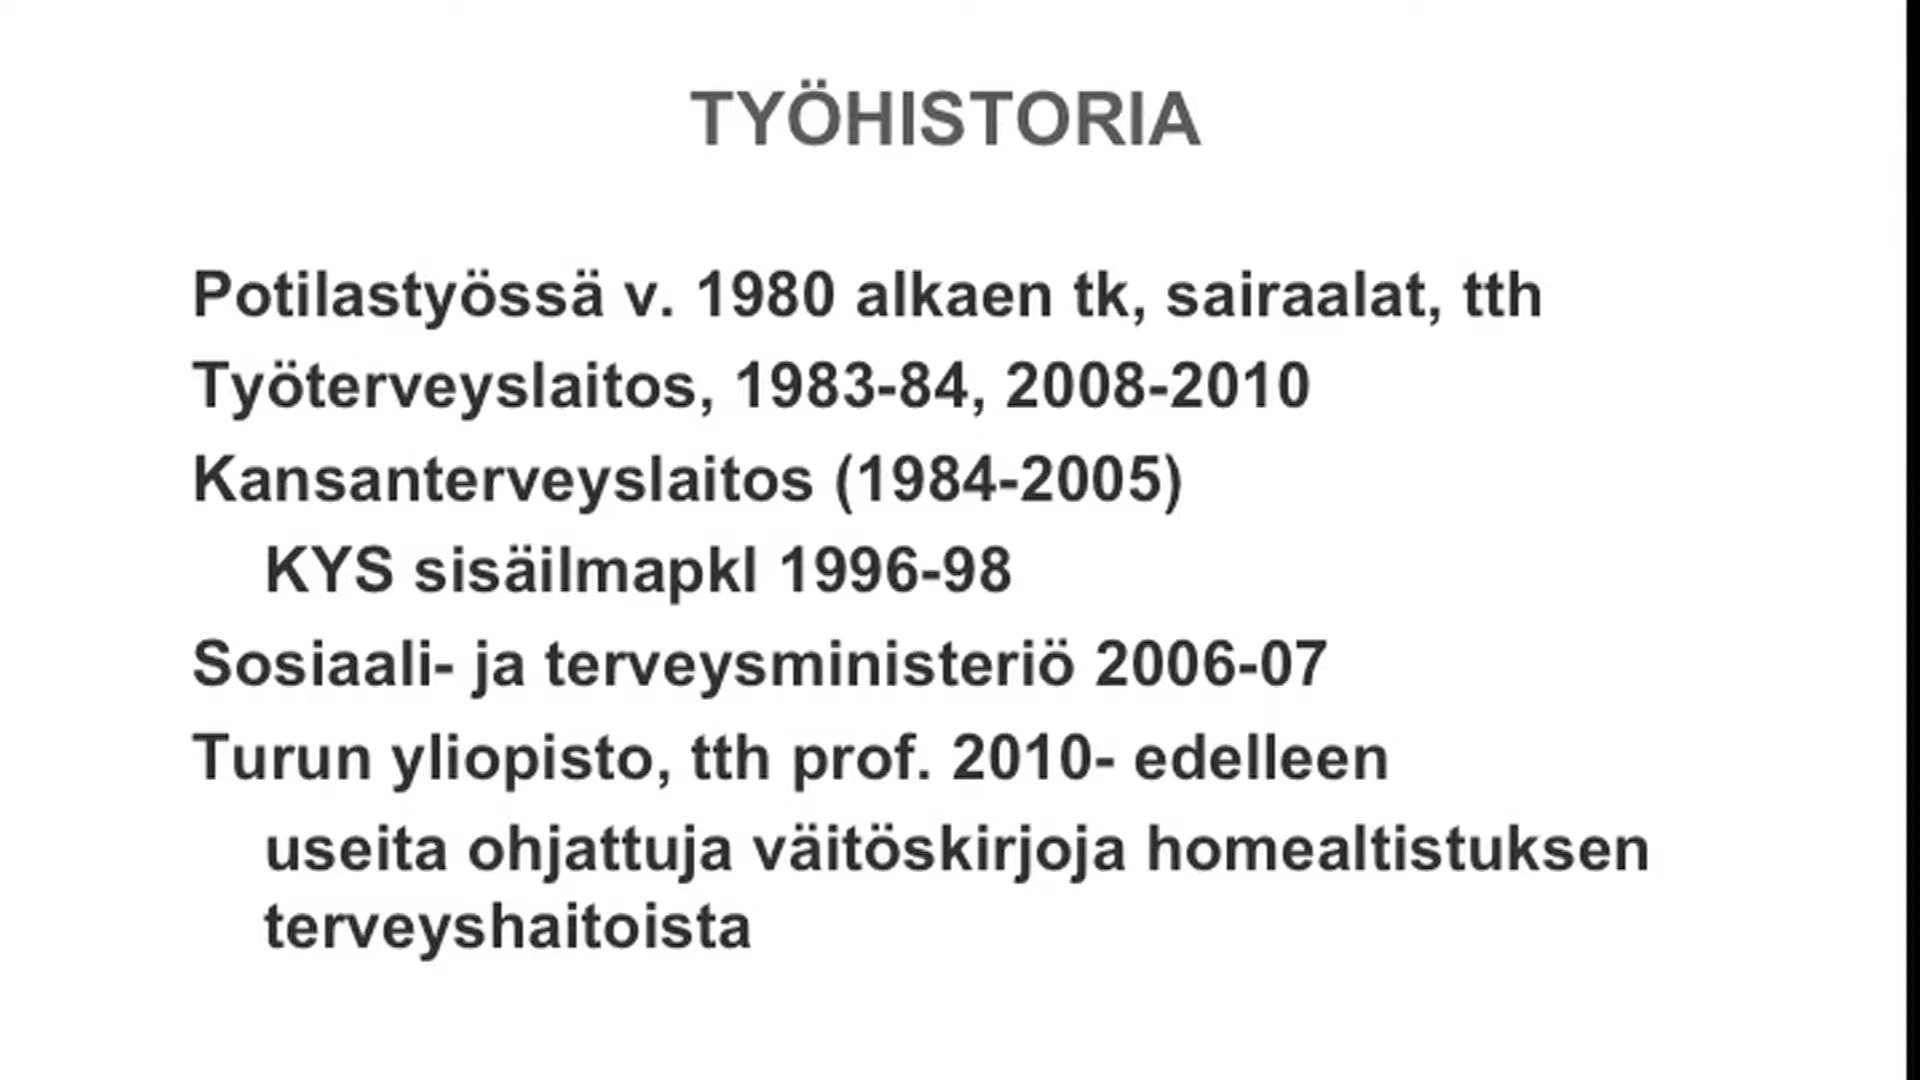 TYÖHISTORIA
Potilastyössä v. 1980 alkaen tk, sairaalat, tth
Työterveyslaitos, 1983-84, 2008-2010
Kansanterveyslaitos (1984-2005)
KYS sisäilmapkl 1996-98
Sosiaali- ja terveysministeriö 2006-07
Turun yliopisto, tth prof. 2010- edelleen
useita ohjattuja väitöskirjoja homealtistuksen
terveyshaitoista